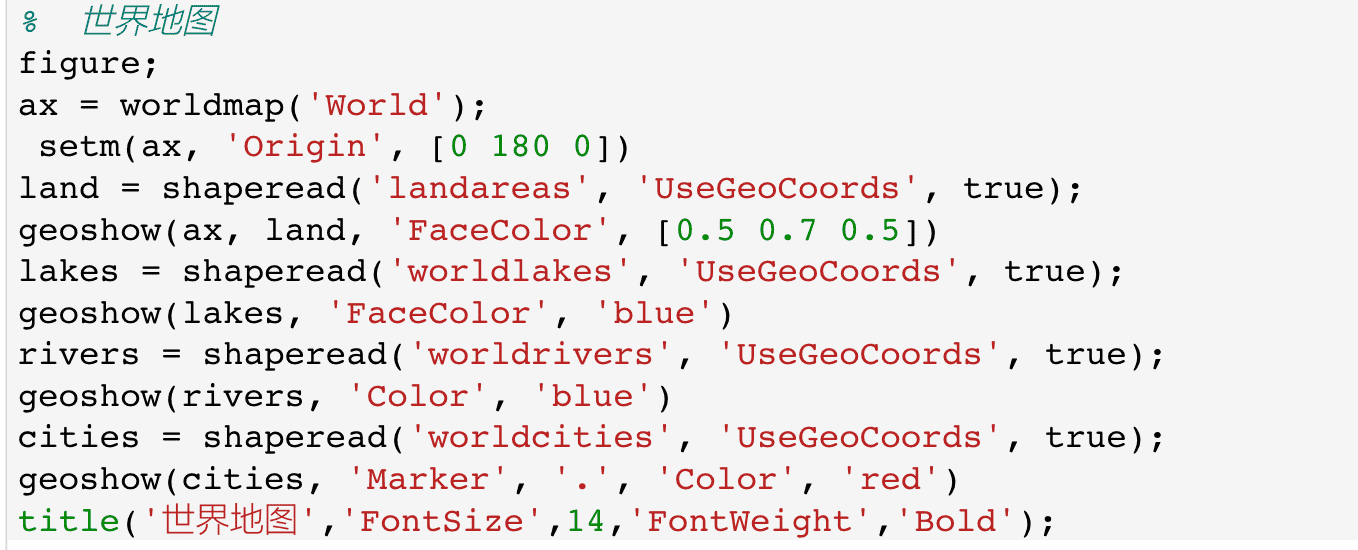 %  世界地图
figure;
ax = worldmap('World');
 setm(ax, 'Origin', [0 180 0])
land = shaperead('landareas', 'UseGeoCoords', true);
geoshow(ax, land, 'FaceColor', [0.5 0.7 0.5])
lakes = shaperead('worldlakes', 'UseGeoCoords', true);
geoshow(lakes, 'FaceColor', 'blue')
rivers = shaperead('worldrivers', 'UseGeoCoords', true);
geoshow(rivers, 'Color', 'blue')
cities = shaperead('worldcities', 'UseGeoCoords', true);
geoshow(cities, 'Marker', '.', 'Color', 'red')
title('世界地图','FontSize',14,'FontWeight','Bold');